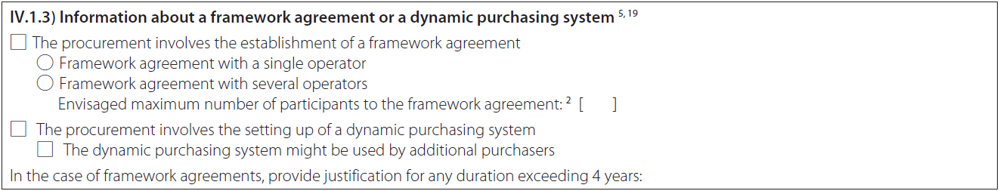 IV.1.3) Information about a framework agreement or a dynamic purchasing system 5, 19
The procurement involves the establishment of a framework agreement
Framework agreement with a single operator
Framework agreement with several operators
Envisaged maximum number of participants to the framework agreement: 2 [ ]
The procurement involves the setting up of a dynamic purchasing system
The dynamic purchasing system might be used by additional purchasers
In the case of framework agreements, provide justification for any duration exceeding 4 years: